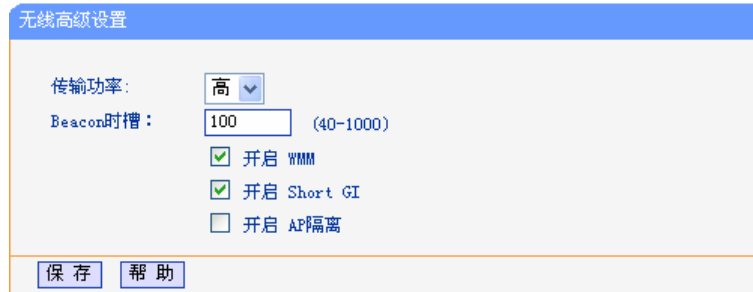 无线高级设置
传输功率: 高
Beacon时槽： 100 (40-1000)
开启 WMM
开启 Short GI
开启 AP隔离
保 存 帮 助